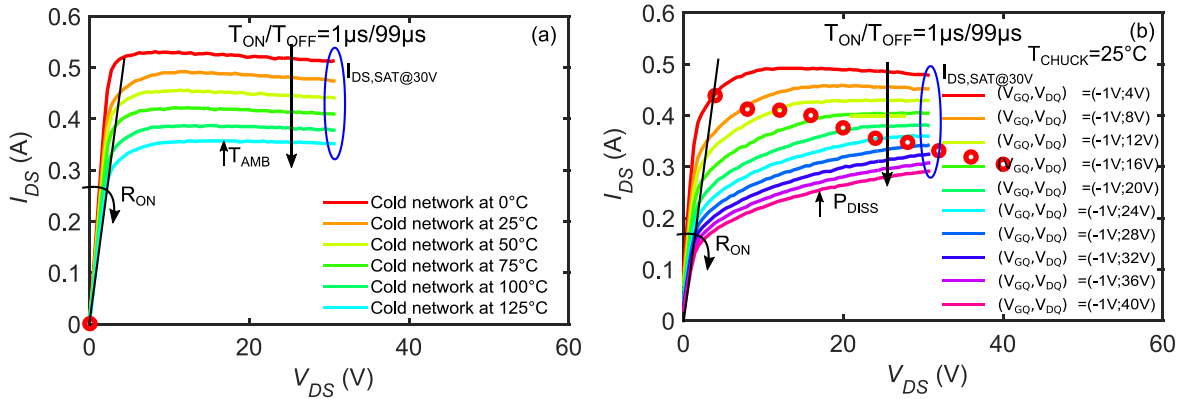 0.6
0.5
0.4
0.3
0.2
0.1
0
I_DS (A)
T_ON/T_OFF=1µs/99µs
(a)
I_DS,SAT@30V
T_AMB
R_ON
Cold network at 0°C
Cold network at 25°C
Cold network at 50°C
Cold network at 75°C
Cold network at 100°C
Cold network at 125°C
0 20 40 60
V_DS (V)
0.6
0.5
0.4
0.3
0.2
0.1
0
I_DS (A)
T_ON/T_OFF=1µs/99µs
(b)
T_CHUCK=25°C
I_DS,SAT@30V
(V_GQ,V_DQ) =(-1V;4V)
(V_GQ,V_DQ) =(-1V;8V)
(V_GQ,V_DQ) =(-1V;12V)
(V_GQ,V_DQ) =(-1V;16V)
(V_GQ,V_DQ) =(-1V;20V)
(V_GQ,V_DQ) =(-1V;24V)
(V_GQ,V_DQ) =(-1V;28V)
(V_GQ,V_DQ) =(-1V;32V)
(V_GQ,V_DQ) =(-1V;36V)
(V_GQ,V_DQ) =(-1V;40V)
P_DISS
R_ON
0 20 40 60
V_DS (V)